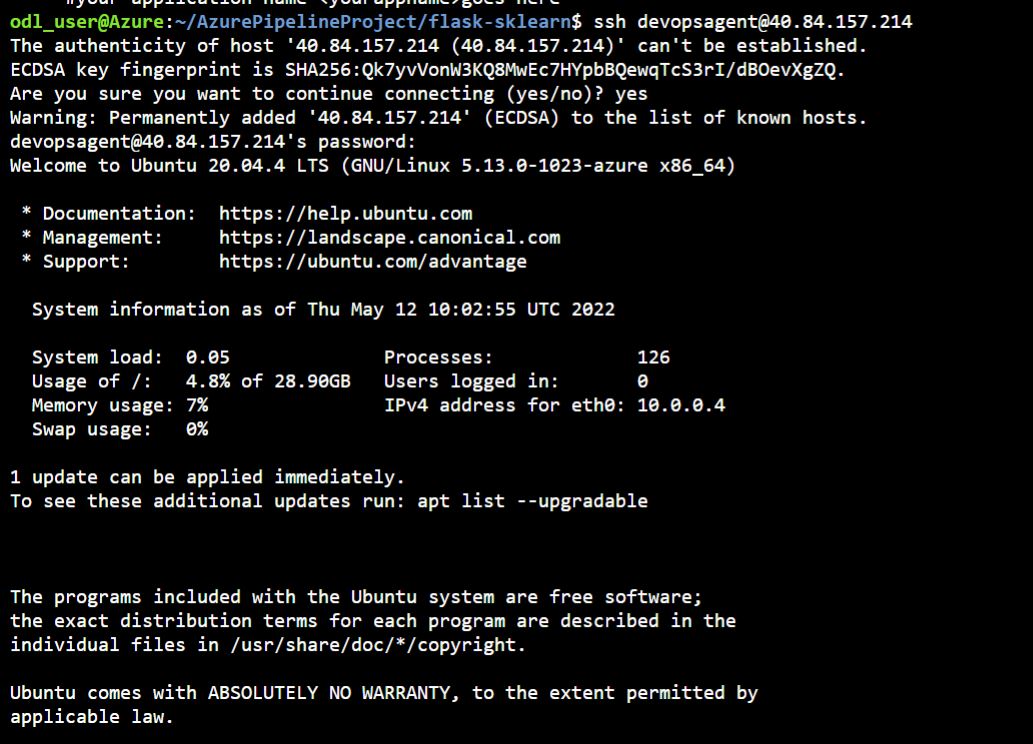 #your application name <yourappname>goes here
odl_user@Azure:~/AzurePipelineProject/flask-sklearn$ ssh devopsagent@40.84.157.214
The authenticity of host '40.84.157.214 (40.84.157.214)' can't be established.
ECDSA key fingerprint is SHA256:Qk7yvVonW3KQ8MwEc7HYpbBQewqTcS3rI/dBOevXgZQ.
Are you sure you want to continue connecting (yes/no)? yes
Warning: Permanently added '40.84.157.214' (ECDSA) to the list of known hosts.
devopsagent@40.84.157.214's password:
Welcome to Ubuntu 20.04.4 LTS (GNU/Linux 5.13.0-1023-azure x86_64)
* Documentation:  https://help.ubuntu.com
* Management:     https://landscape.canonical.com
* Support:        https://ubuntu.com/advantage
System information as of Thu May 12 10:02:55 UTC 2022
System load:  0.05               Processes:             126
Usage of /:   4.8% of 28.90GB   Users logged in:       0
Memory usage: 7%                IPv4 address for eth0: 10.0.0.4
Swap usage:   0%
1 update can be applied immediately.
To see these additional updates run: apt list --upgradable
The programs included with the Ubuntu system are free software;
the exact distribution terms for each program are described in the
individual files in /usr/share/doc/*/copyright.
Ubuntu comes with ABSOLUTELY NO WARRANTY, to the extent permitted by
applicable law.